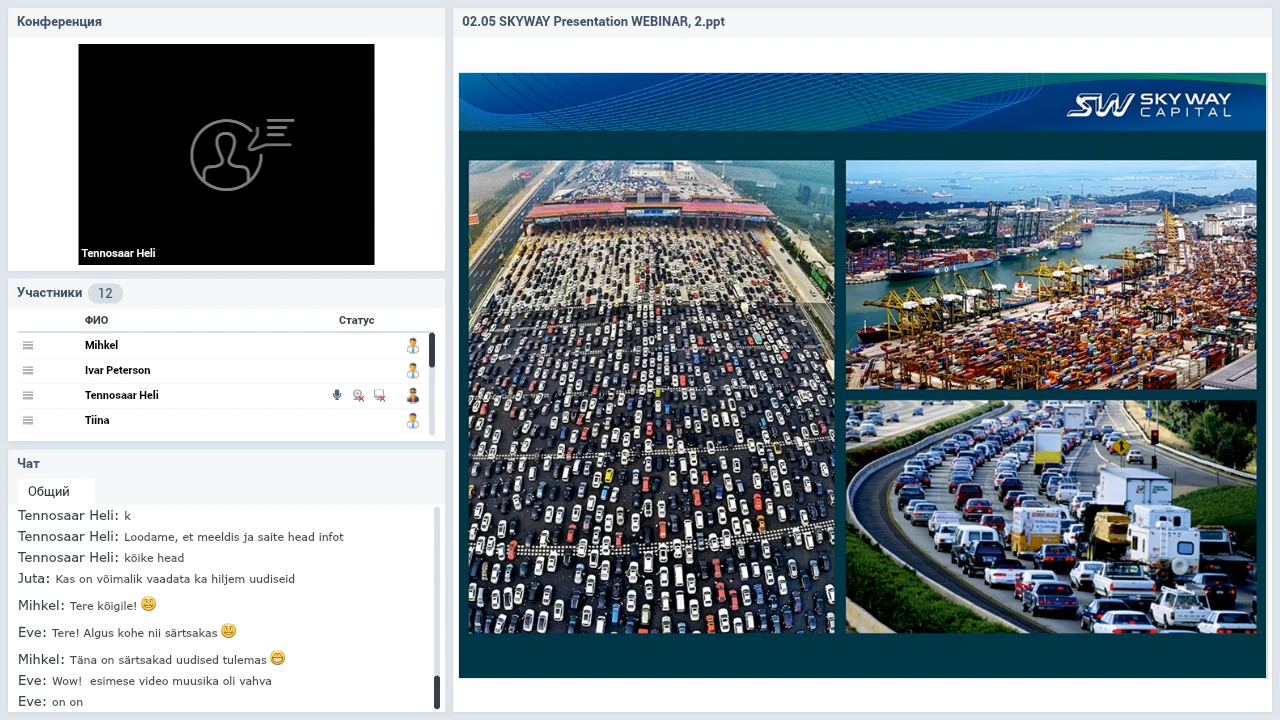 Конференция
Tennosaar Heli
Участники 12
ФИО Статус
Mihkel
Ivar Peterson
Tennosaar Heli
Tiina
Чат
Общий
Tennosaar Heli: k
Tennosaar Heli: Loodame, et meeldis ja saite head infot
Tennosaar Heli: kõike head
Juta: Kas on võimalik vaadata ka hiljem uudiseid
Mihkel: Tere kõigile!
Eve: Tere! Algus kohe nii särtsakas
Mihkel: Täna on särtsakad uudised tulemas
Eve: Wow!  esimese video muusika oli vahva
Eve: on on
02.05 SKYWAY Presentation WEBINAR, 2.ppt
SW SKY WAY
CAPITAL
M O L